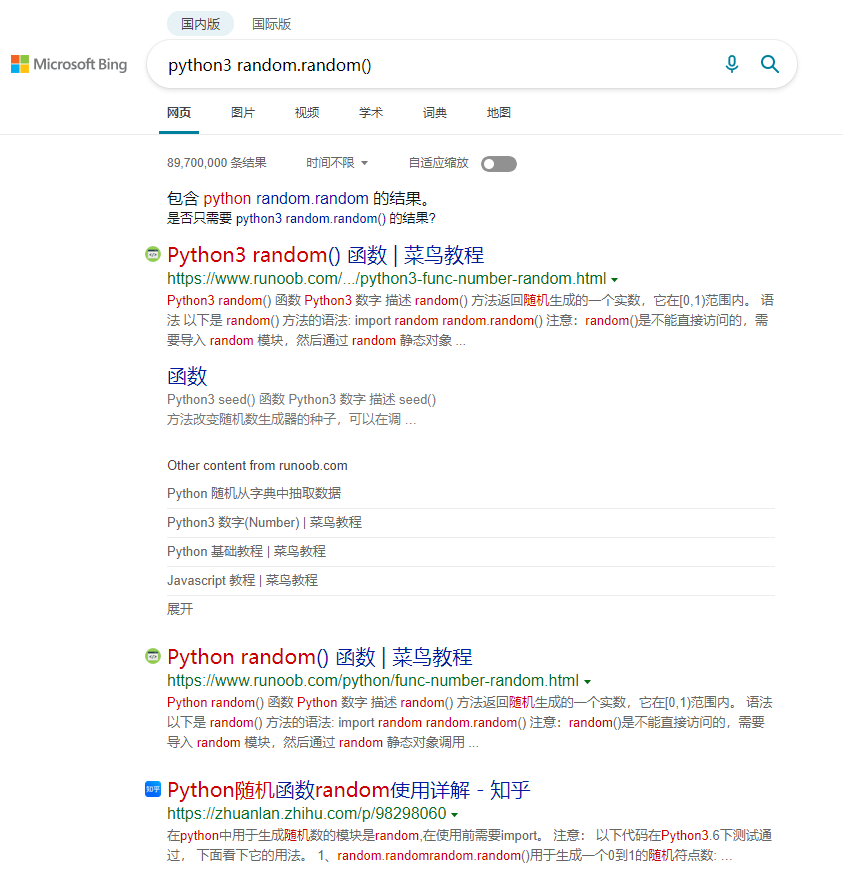 国内版 国际版
Microsoft Bing
python3 random.random()
网页 图片 视频 学术 词典 地图
89,700,000 条结果 时间不限 自适应缩放
包含 python random.random 的结果。
是否只需要 python3 random.random() 的结果?
Python3 random() 函数 | 菜鸟教程
https://www.runoob.com/.../python3-func-number-random.html
Python3 random() 函数 Python3 数字 描述 random() 方法返回随机生成的一个实数，它在[0,1)范围内。 语
法 以下是 random() 方法的语法: import random random.random() 注意：random()是不能直接访问的，需
要导入 random 模块，然后通过 random 静态对象 ...
函数
Python3 seed() 函数 Python3 数字 描述 seed()
方法改变随机数生成器的种子，可以在调 ...
Other content from runoob.com
Python 随机从字典中抽取数据
Python3 数字(Number) | 菜鸟教程
Python 基础教程 | 菜鸟教程
Javascript 教程 | 菜鸟教程
展开
Python random() 函数 | 菜鸟教程
https://www.runoob.com/python/func-number-random.html
Python random() 函数 Python 数字 描述 random() 方法返回随机生成的一个实数，它在[0,1)范围内。 语法
以下是 random() 方法的语法: import random random.random() 注意：random()是不能直接访问的，需要
导入 random 模块，然后通过 random 静态对象调用 ...
知乎
Python随机函数random使用详解 - 知乎
https://zhuanlan.zhihu.com/p/98298060
在python中用于生成随机数的模块是random,在使用前需要import。 注意： 以下代码在Python3.6下测试通
过， 下面看下它的用法。 1、random.randomrandom.random()用于生成一个0到1的随机符点数: ...